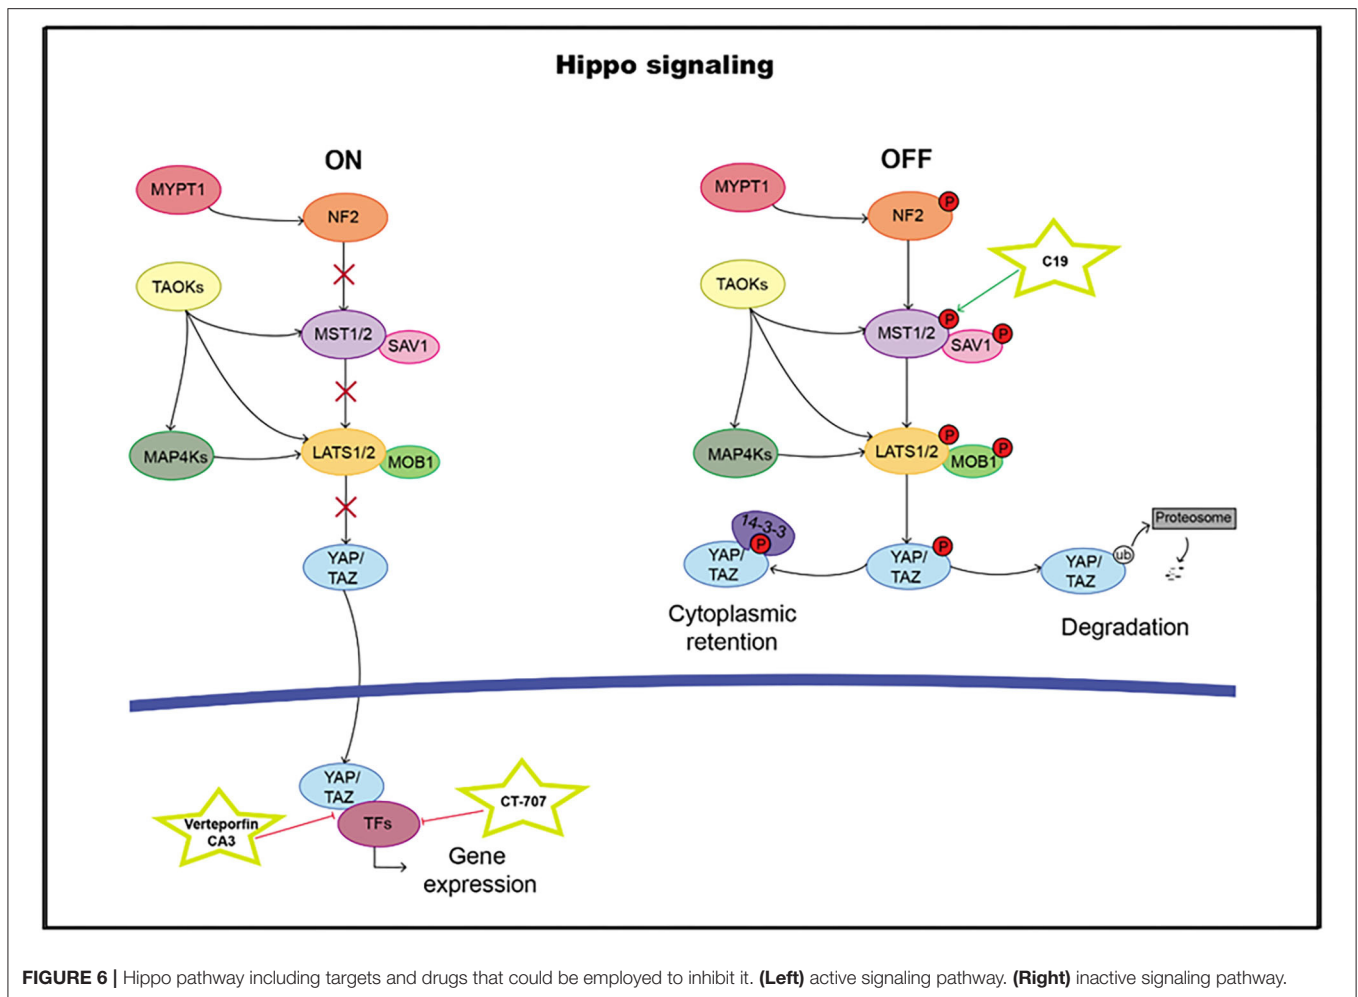 Hippo signaling
ON
MYPT1
NF2
TAOKs
MST1/2
SAV1
MAP4Ks
LATS1/2
MOB1
YAP/
TAZ
YAP/
TAZ
TFs
Verteporfin
CA3
CT-707
Gene
expression
OFF
MYPT1
NF2
P
C19
TAOKs
MST1/2
P
SAV1
P
MAP4Ks
LATS1/2
P
MOB1
P
14-3-3
P
YAP/
TAZ
YAP/
TAZ
P
YAP/
TAZ
ub
Proteosome
Cytoplasmic
retention
Degradation
FIGURE 6 | Hippo pathway including targets and drugs that could be employed to inhibit it. (Left) active signaling pathway. (Right) inactive signaling pathway.